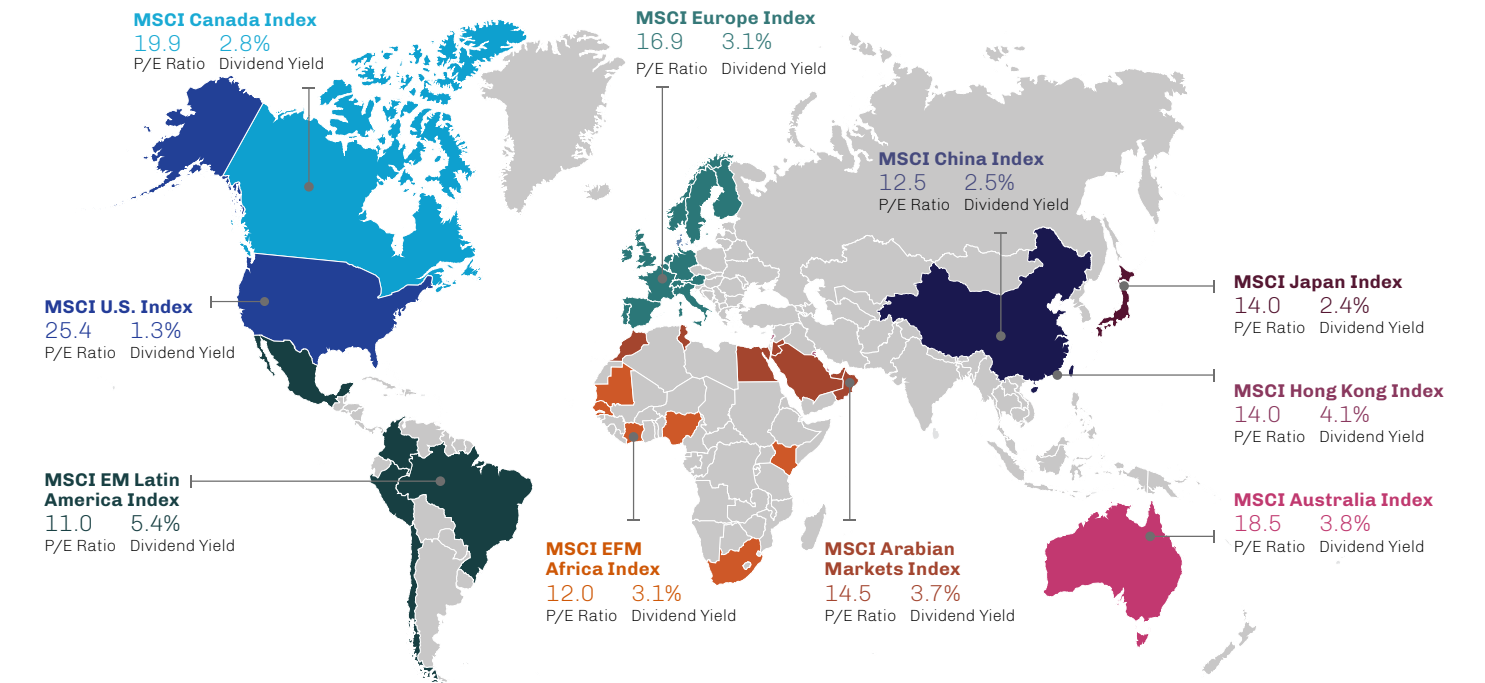 MSCI Canada Index
19.9 2.8%
P/E Ratio Dividend Yield
MSCI Europe Index
16.9 3.1%
P/E Ratio Dividend Yield
MSCI China Index
12.5 2.5%
P/E Ratio Dividend Yield
MSCI U.S. Index
25.4 1.3%
P/E Ratio Dividend Yield
MSCI Japan Index
14.0 2.4%
P/E Ratio Dividend Yield
MSCI Hong Kong Index
14.0 4.1%
P/E Ratio Dividend Yield
MSCI EM Latin
America Index
11.0 5.4%
P/E Ratio Dividend Yield
MSCI EFM
Africa Index
12.0 3.1%
P/E Ratio Dividend Yield
MSCI Arabian
Markets Index
14.5 3.7%
P/E Ratio Dividend Yield
MSCI Australia Index
18.5 3.8%
P/E Ratio Dividend Yield